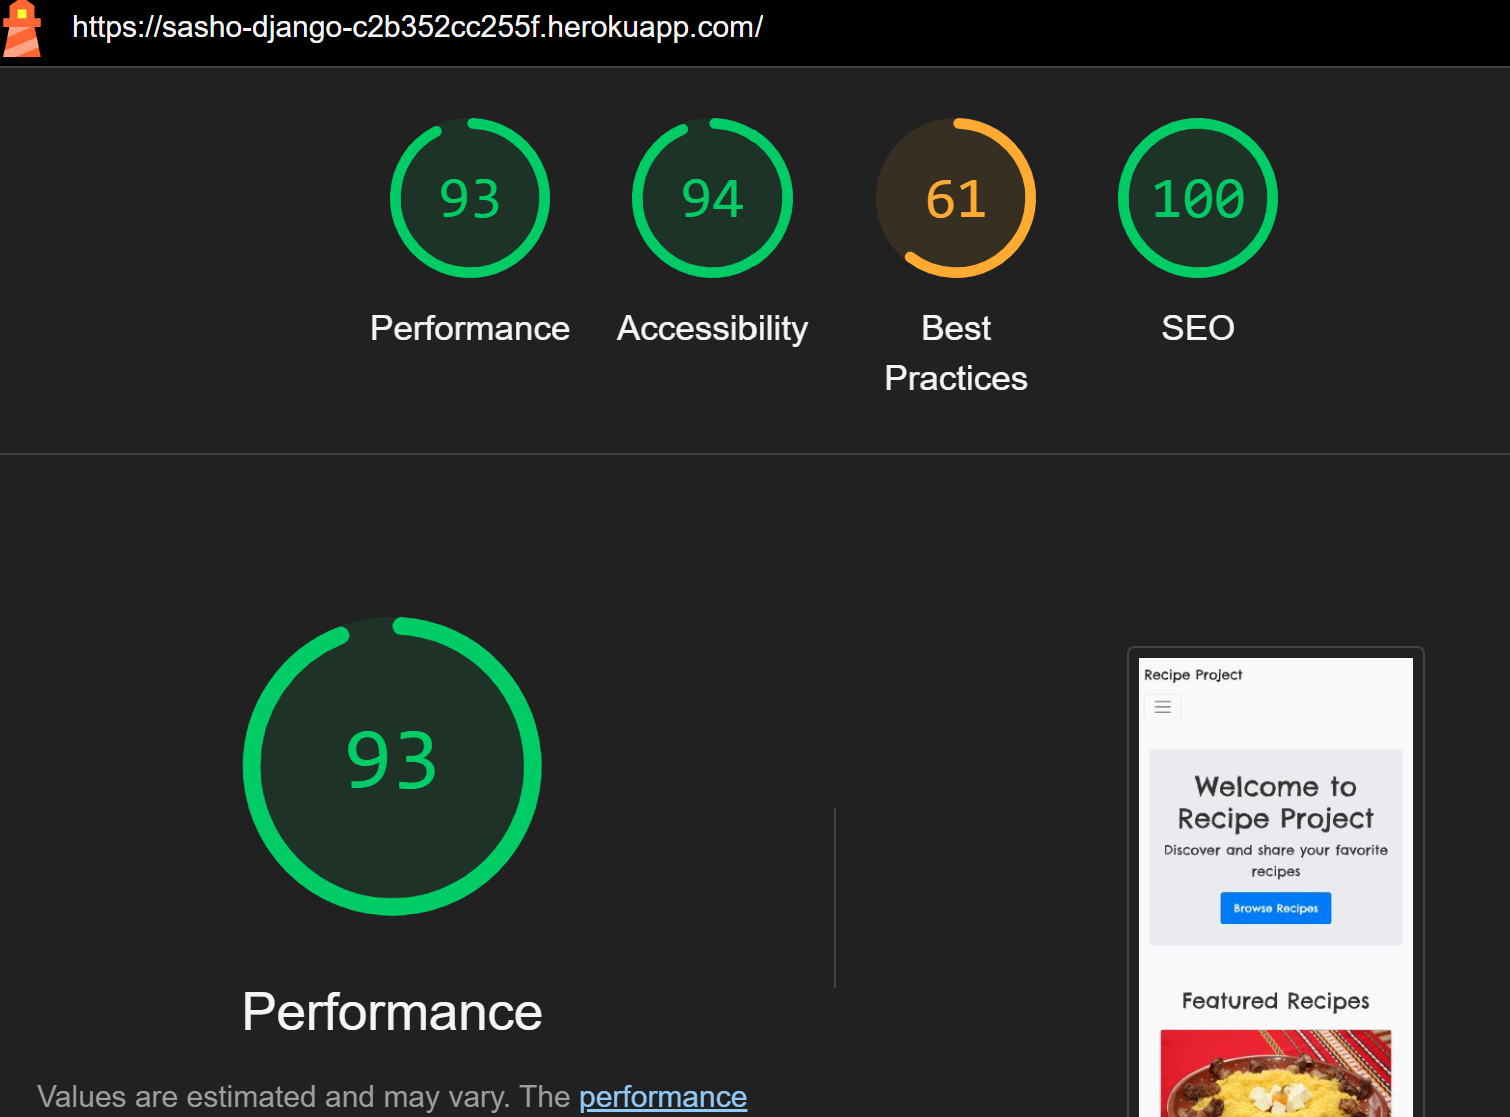 https://sasho-django-c2b352cc255f.herokuapp.com/
93
94
61
100
Performance
Accessibility
Best
Practices
SEO
93
Performance
Values are estimated and may vary. The performance
Recipe Project
Welcome to
Recipe Project
Discover and share your favorite
recipes
Browse Recipes
Featured Recipes